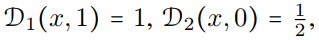 𝒟₁(x, 1) = 1, 𝒟₂(x, 0) = ½,